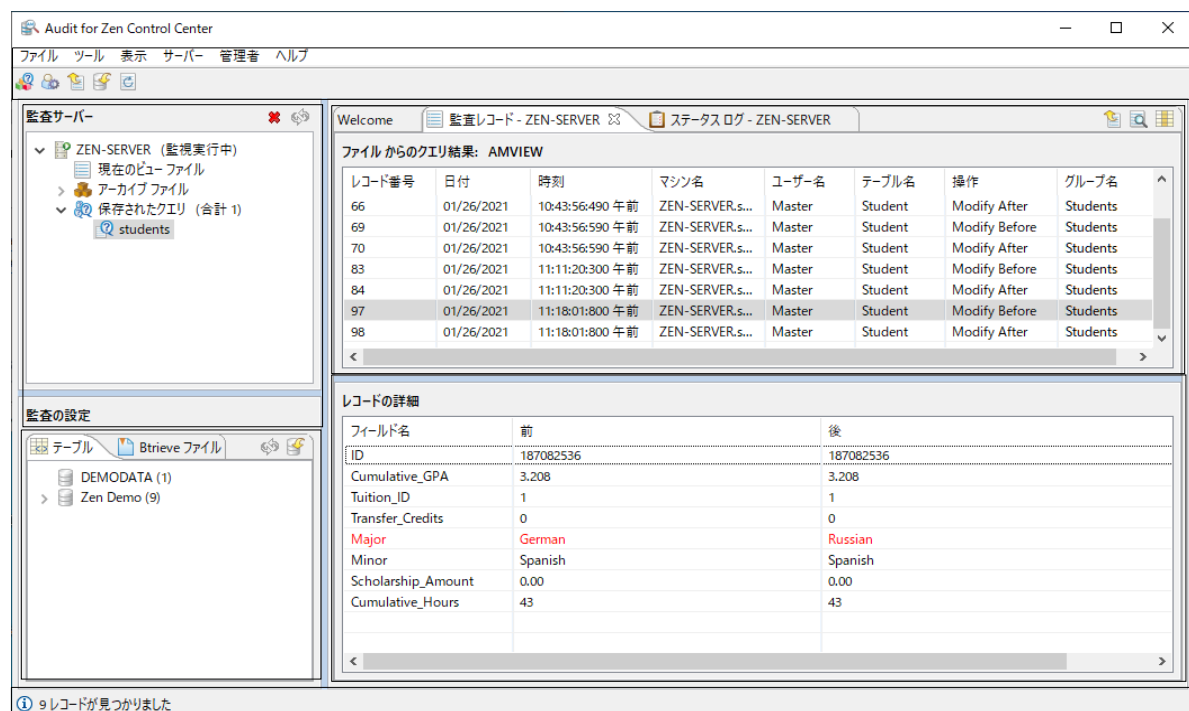 Audit for Zen Control Center
ファイル ツール 表示 サーバー 管理者 ヘルプ
監査サーバー
ZEN-SERVER (監視実行中)
現在のビュー ファイル
アーカイブ ファイル
保存されたクエリ (合計 1)
students
監査の設定
テーブル Btrieve ファイル
DEMODATA (1)
Zen Demo (9)
Welcome 監査レコード - ZEN-SERVER ステータス ログ - ZEN-SERVER
ファイル からのクエリ結果: AMVIEW
レコード番号 日付 時刻 マシン名 ユーザー名 テーブル名 操作 グループ名
66 01/26/2021 10:43:56:490 午前 ZEN-SERVER.s... Master Student Modify After Students
69 01/26/2021 10:43:56:590 午前 ZEN-SERVER.s... Master Student Modify Before Students
70 01/26/2021 10:43:56:590 午前 ZEN-SERVER.s... Master Student Modify After Students
83 01/26/2021 11:11:20:300 午前 ZEN-SERVER.s... Master Student Modify Before Students
84 01/26/2021 11:11:20:300 午前 ZEN-SERVER.s... Master Student Modify After Students
97 01/26/2021 11:18:01:800 午前 ZEN-SERVER.s... Master Student Modify Before Students
98 01/26/2021 11:18:01:800 午前 ZEN-SERVER.s... Master Student Modify After Students
レコードの詳細
フィールド名 前 後
ID 187082536 187082536
Cumulative_GPA 3.208 3.208
Tuition_ID 1 1
Transfer_Credits 0 0
Major German Russian
Minor Spanish Spanish
Scholarship_Amount 0.00 0.00
Cumulative_Hours 43 43
9 レコードが見つかりました